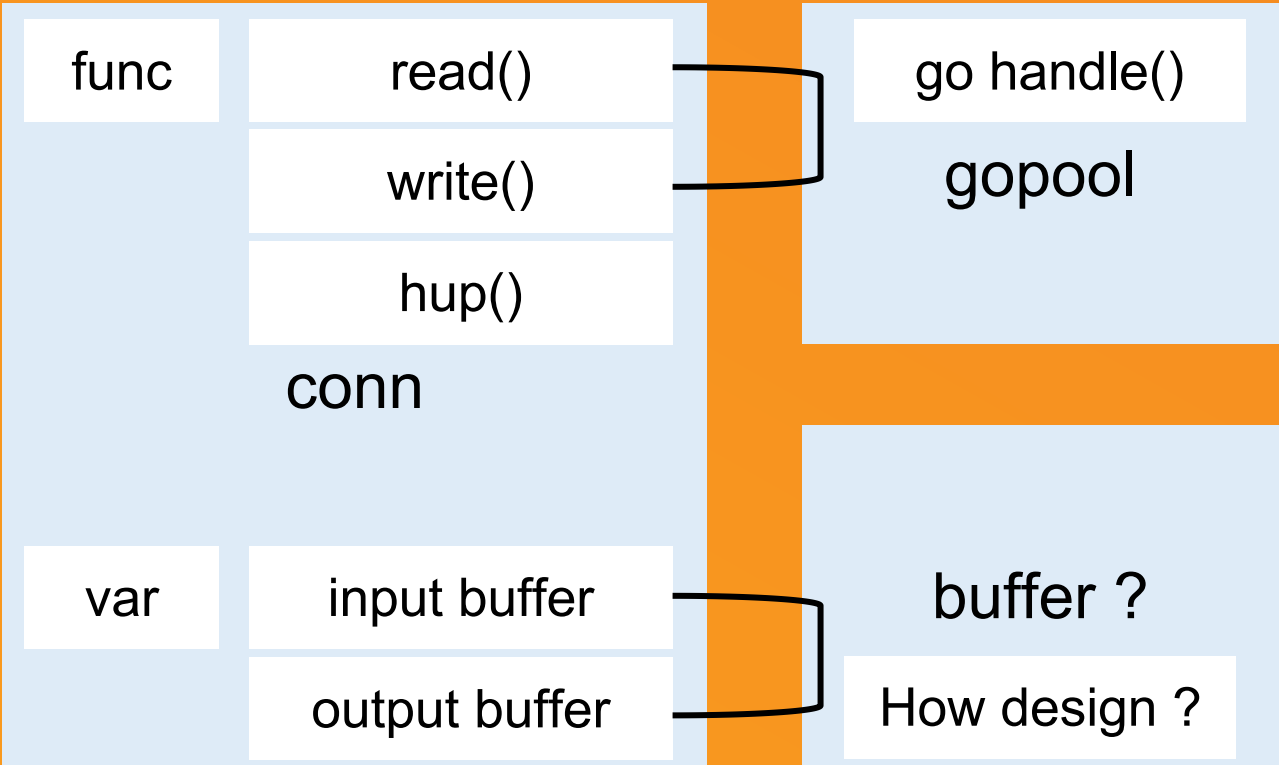 func
read()
write()
hup()
conn
go handle()
gopool
var
input buffer
output buffer
buffer ?
How design ?